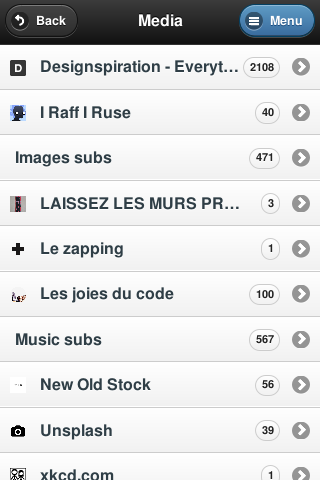 Back
Media
Menu
D
Designspiration - Everyt... 2108
I Raff I Ruse 40
Images subs 471
LAISSEZ LES MURS PR... 3
Le zapping 1
Les joies du code 100
Music subs 567
New Old Stock 56
Unsplash 39
xkcd.com 1